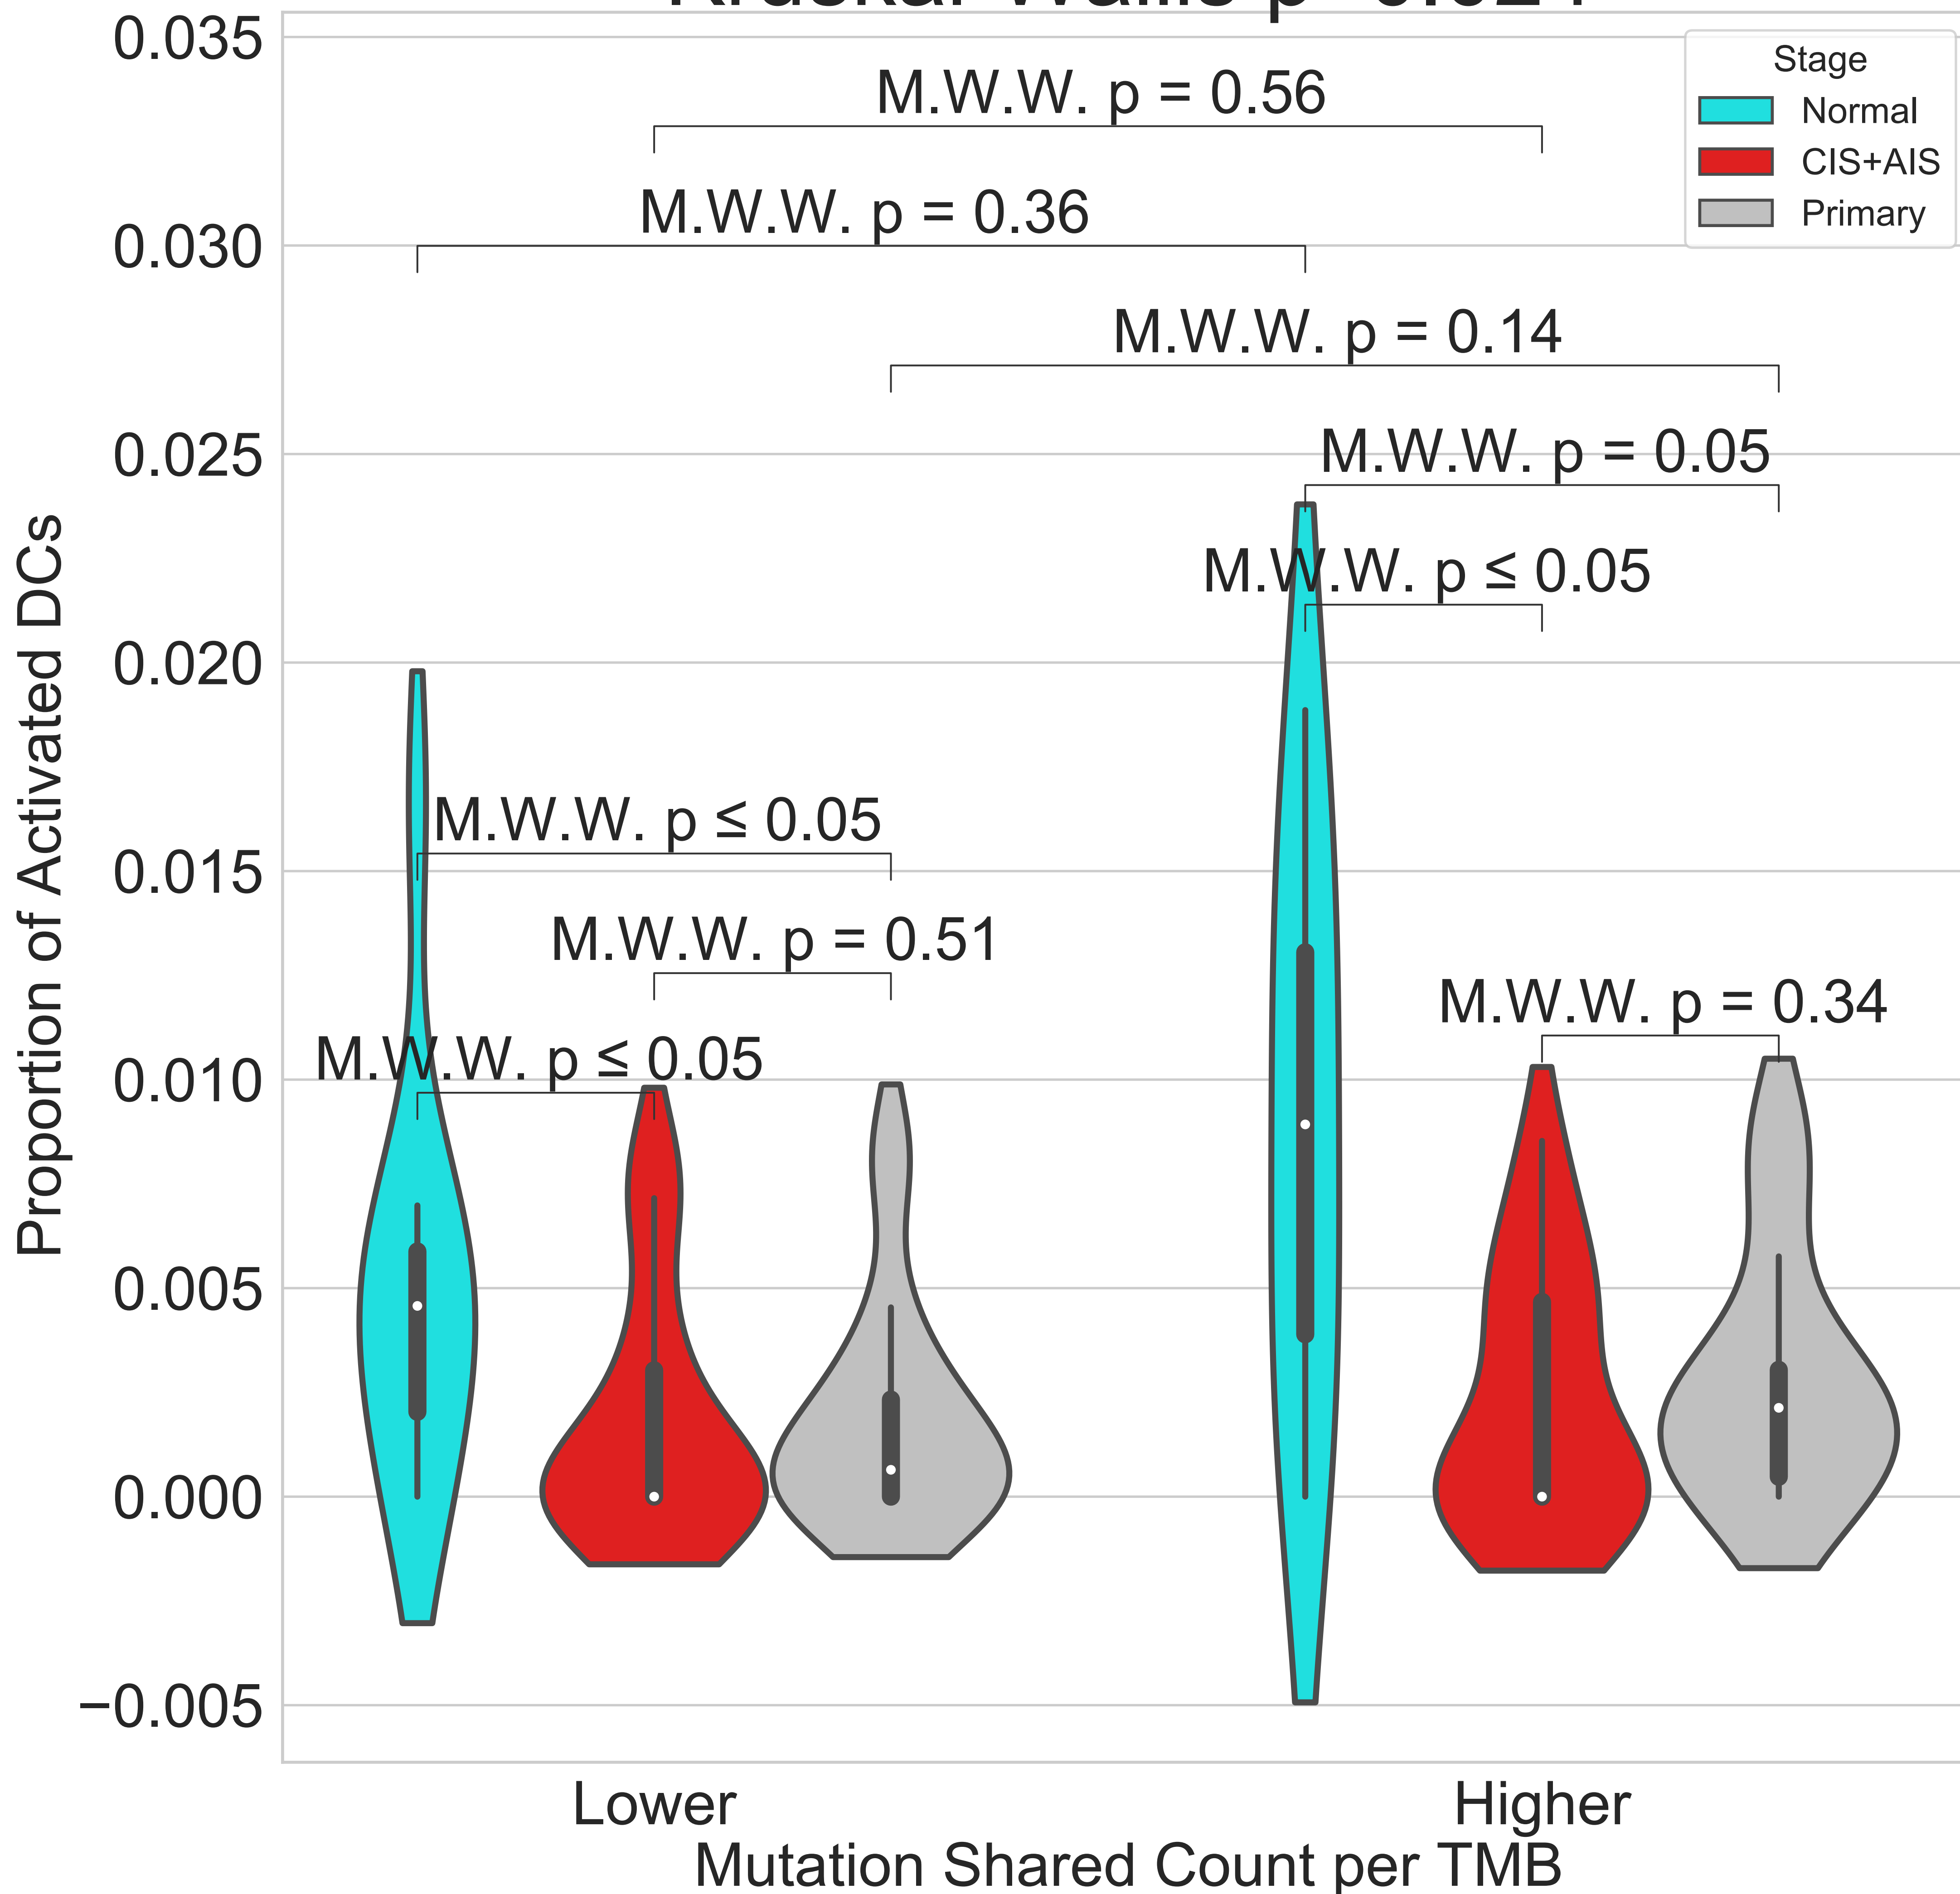 0.035
0.030
0.025
0.020
0.015
0.010
0.005
0.000
−0.005
Proportion of Activated DCs
M.W.W. p = 0.56
M.W.W. p = 0.36
M.W.W. p = 0.14
M.W.W. p = 0.05
M.W.W. p ≤ 0.05
M.W.W. p ≤ 0.05
M.W.W. p = 0.51
M.W.W. p = 0.34
M.W.W. p ≤ 0.05
Stage
Normal
CIS+AIS
Primary
Lower
Higher
Mutation Shared Count per TMB